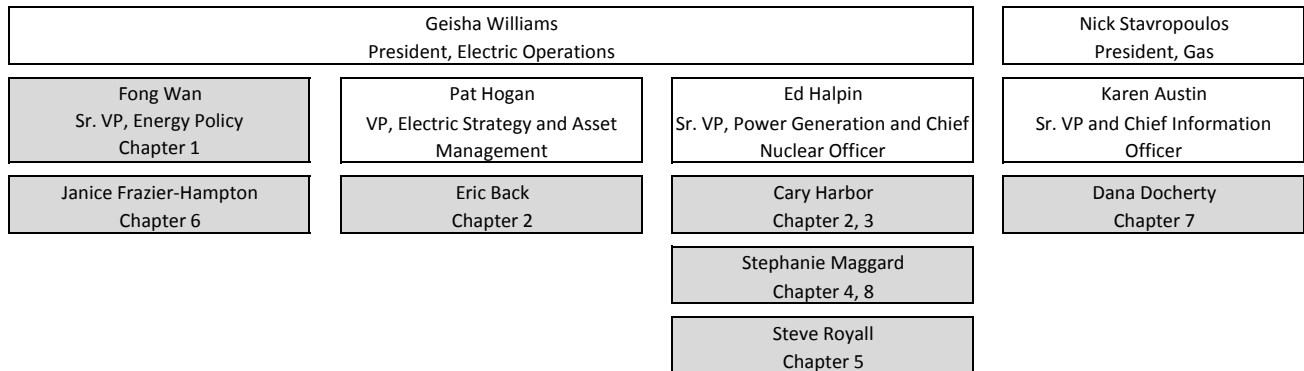 Geisha Williams
President, Electric Operations
Nick Stavropoulos
President, Gas
Fong Wan
Sr. VP, Energy Policy
Chapter 1
Pat Hogan
VP, Electric Strategy and Asset
Management
Ed Halpin
Sr. VP, Power Generation and Chief
Nuclear Officer
Karen Austin
Sr. VP and Chief Information
Officer
Janice Frazier-Hampton
Chapter 6
Eric Back
Chapter 2
Cary Harbor
Chapter 2, 3
Dana Docherty
Chapter 7
Stephanie Maggard
Chapter 4, 8
Steve Royall
Chapter 5